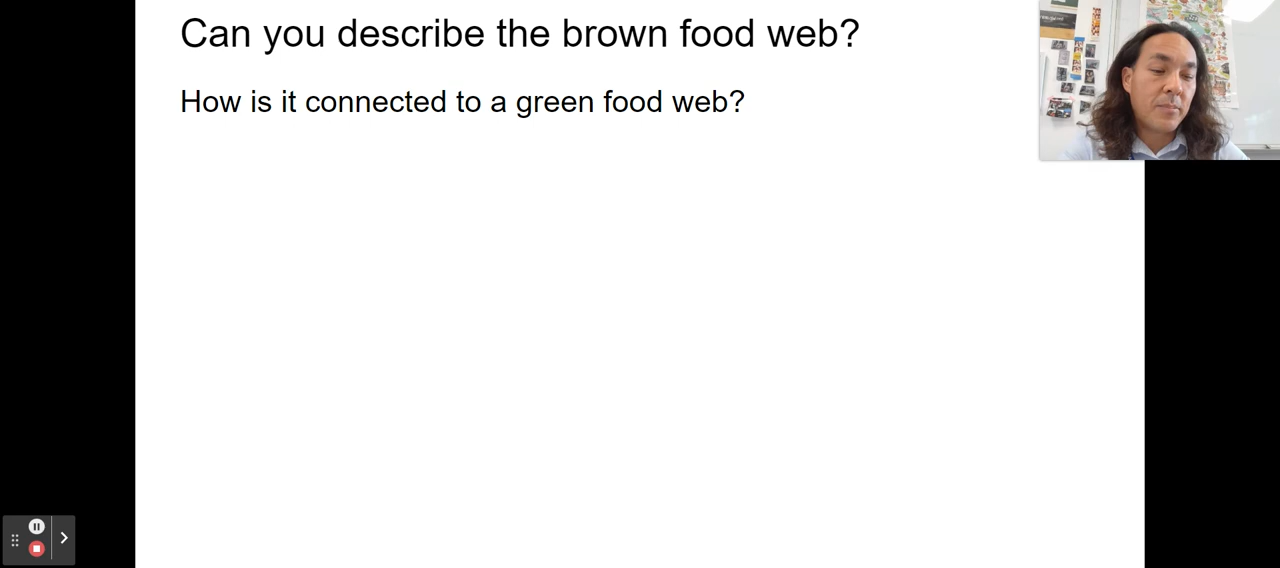 Can you describe the brown food web?
How is it connected to a green food web?